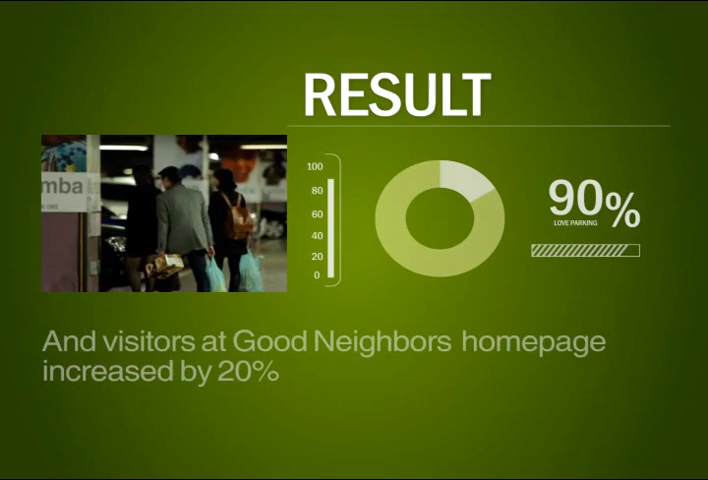 RESULT
mba
100
80
60
40
20
0
90%
LOVE PARKING
And visitors at Good Neighbors homepage
increased by 20%